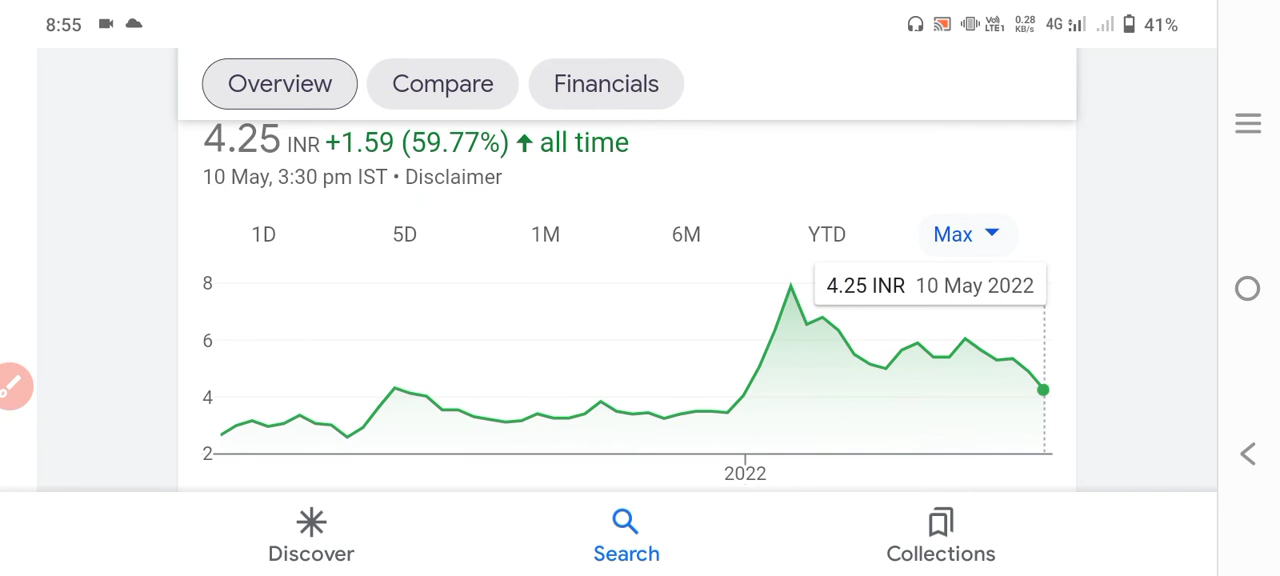 8:55 Vo) LTE1 0.28 KB/s 4G 41%
Overview Compare Financials
4.25 INR +1.59 (59.77%) ↑ all time
10 May, 3:30 pm IST • Disclaimer
1D 5D 1M 6M YTD Max
4.25 INR 10 May 2022
8
6
4
2
2022
Discover Search Collections